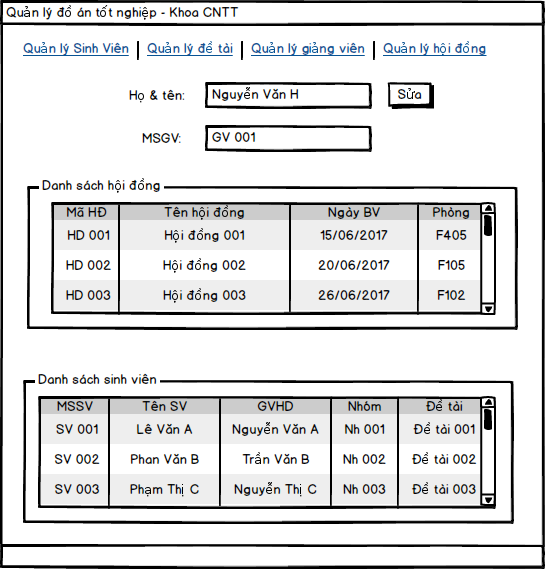 Quản lý đồ án tốt nghiệp - Khoa CNTT
Quản lý Sinh Viên Quản lý đề tài Quản lý giảng viên Quản lý hội đồng
Họ & tên: Nguyễn Văn H Sửa
MSGV: GV 001
Danh sách hội đồng
Mã HĐ Tên hội đồng Ngày BV Phòng
HD 001 Hội đồng 001 15/06/2017 F405
HD 002 Hội đồng 002 20/06/2017 F105
HD 003 Hội đồng 003 26/06/2017 F102
Danh sách sinh viên
MSSV Tên SV GVHD Nhóm Đề tài
SV 001 Lê Văn A Nguyễn Văn A Nh 001 Đề tài 001
SV 002 Phan Văn B Trần Văn B Nh 002 Đề tài 002
SV 003 Phạm Thị C Nguyễn Thị C Nh 003 Đề tài 003